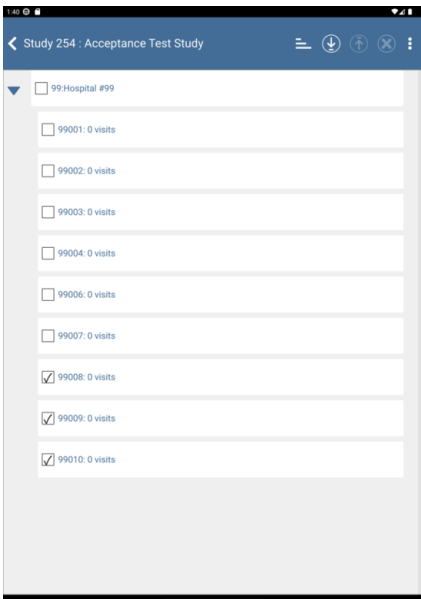 1:40
Study 254 : Acceptance Test Study
99:Hospital #99
99001: 0 visits
99002: 0 visits
99003: 0 visits
99004: 0 visits
99006: 0 visits
99007: 0 visits
99008: 0 visits
99009: 0 visits
99010: 0 visits